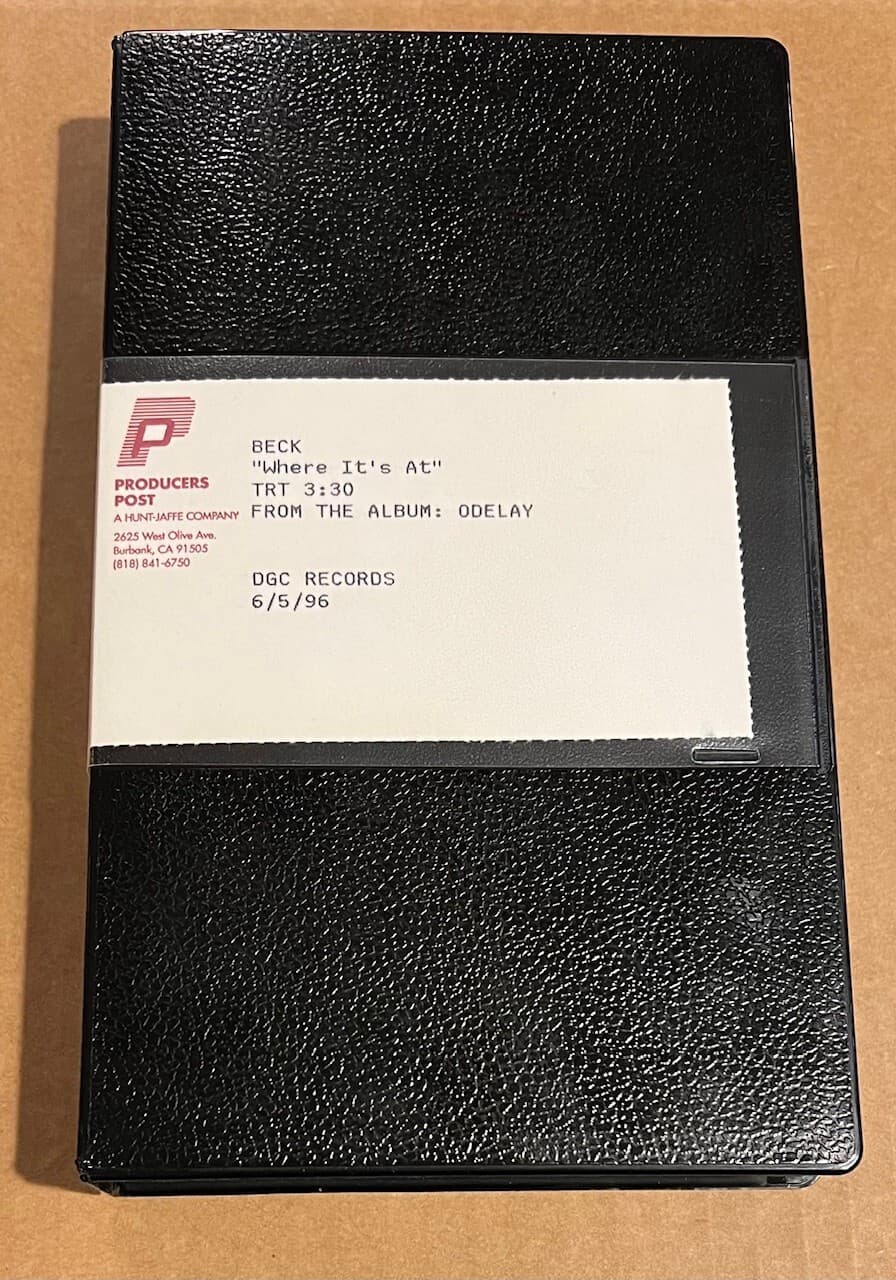 P
PRODUCERS
POST
A HUNT-JAFFE COMPANY
2625 West Olive Ave.
Burbank, CA 91505
(818) 841-6750
BECK
"Where It's At"
TRT 3:30
FROM THE ALBUM: ODELAY
DGC RECORDS
6/5/96